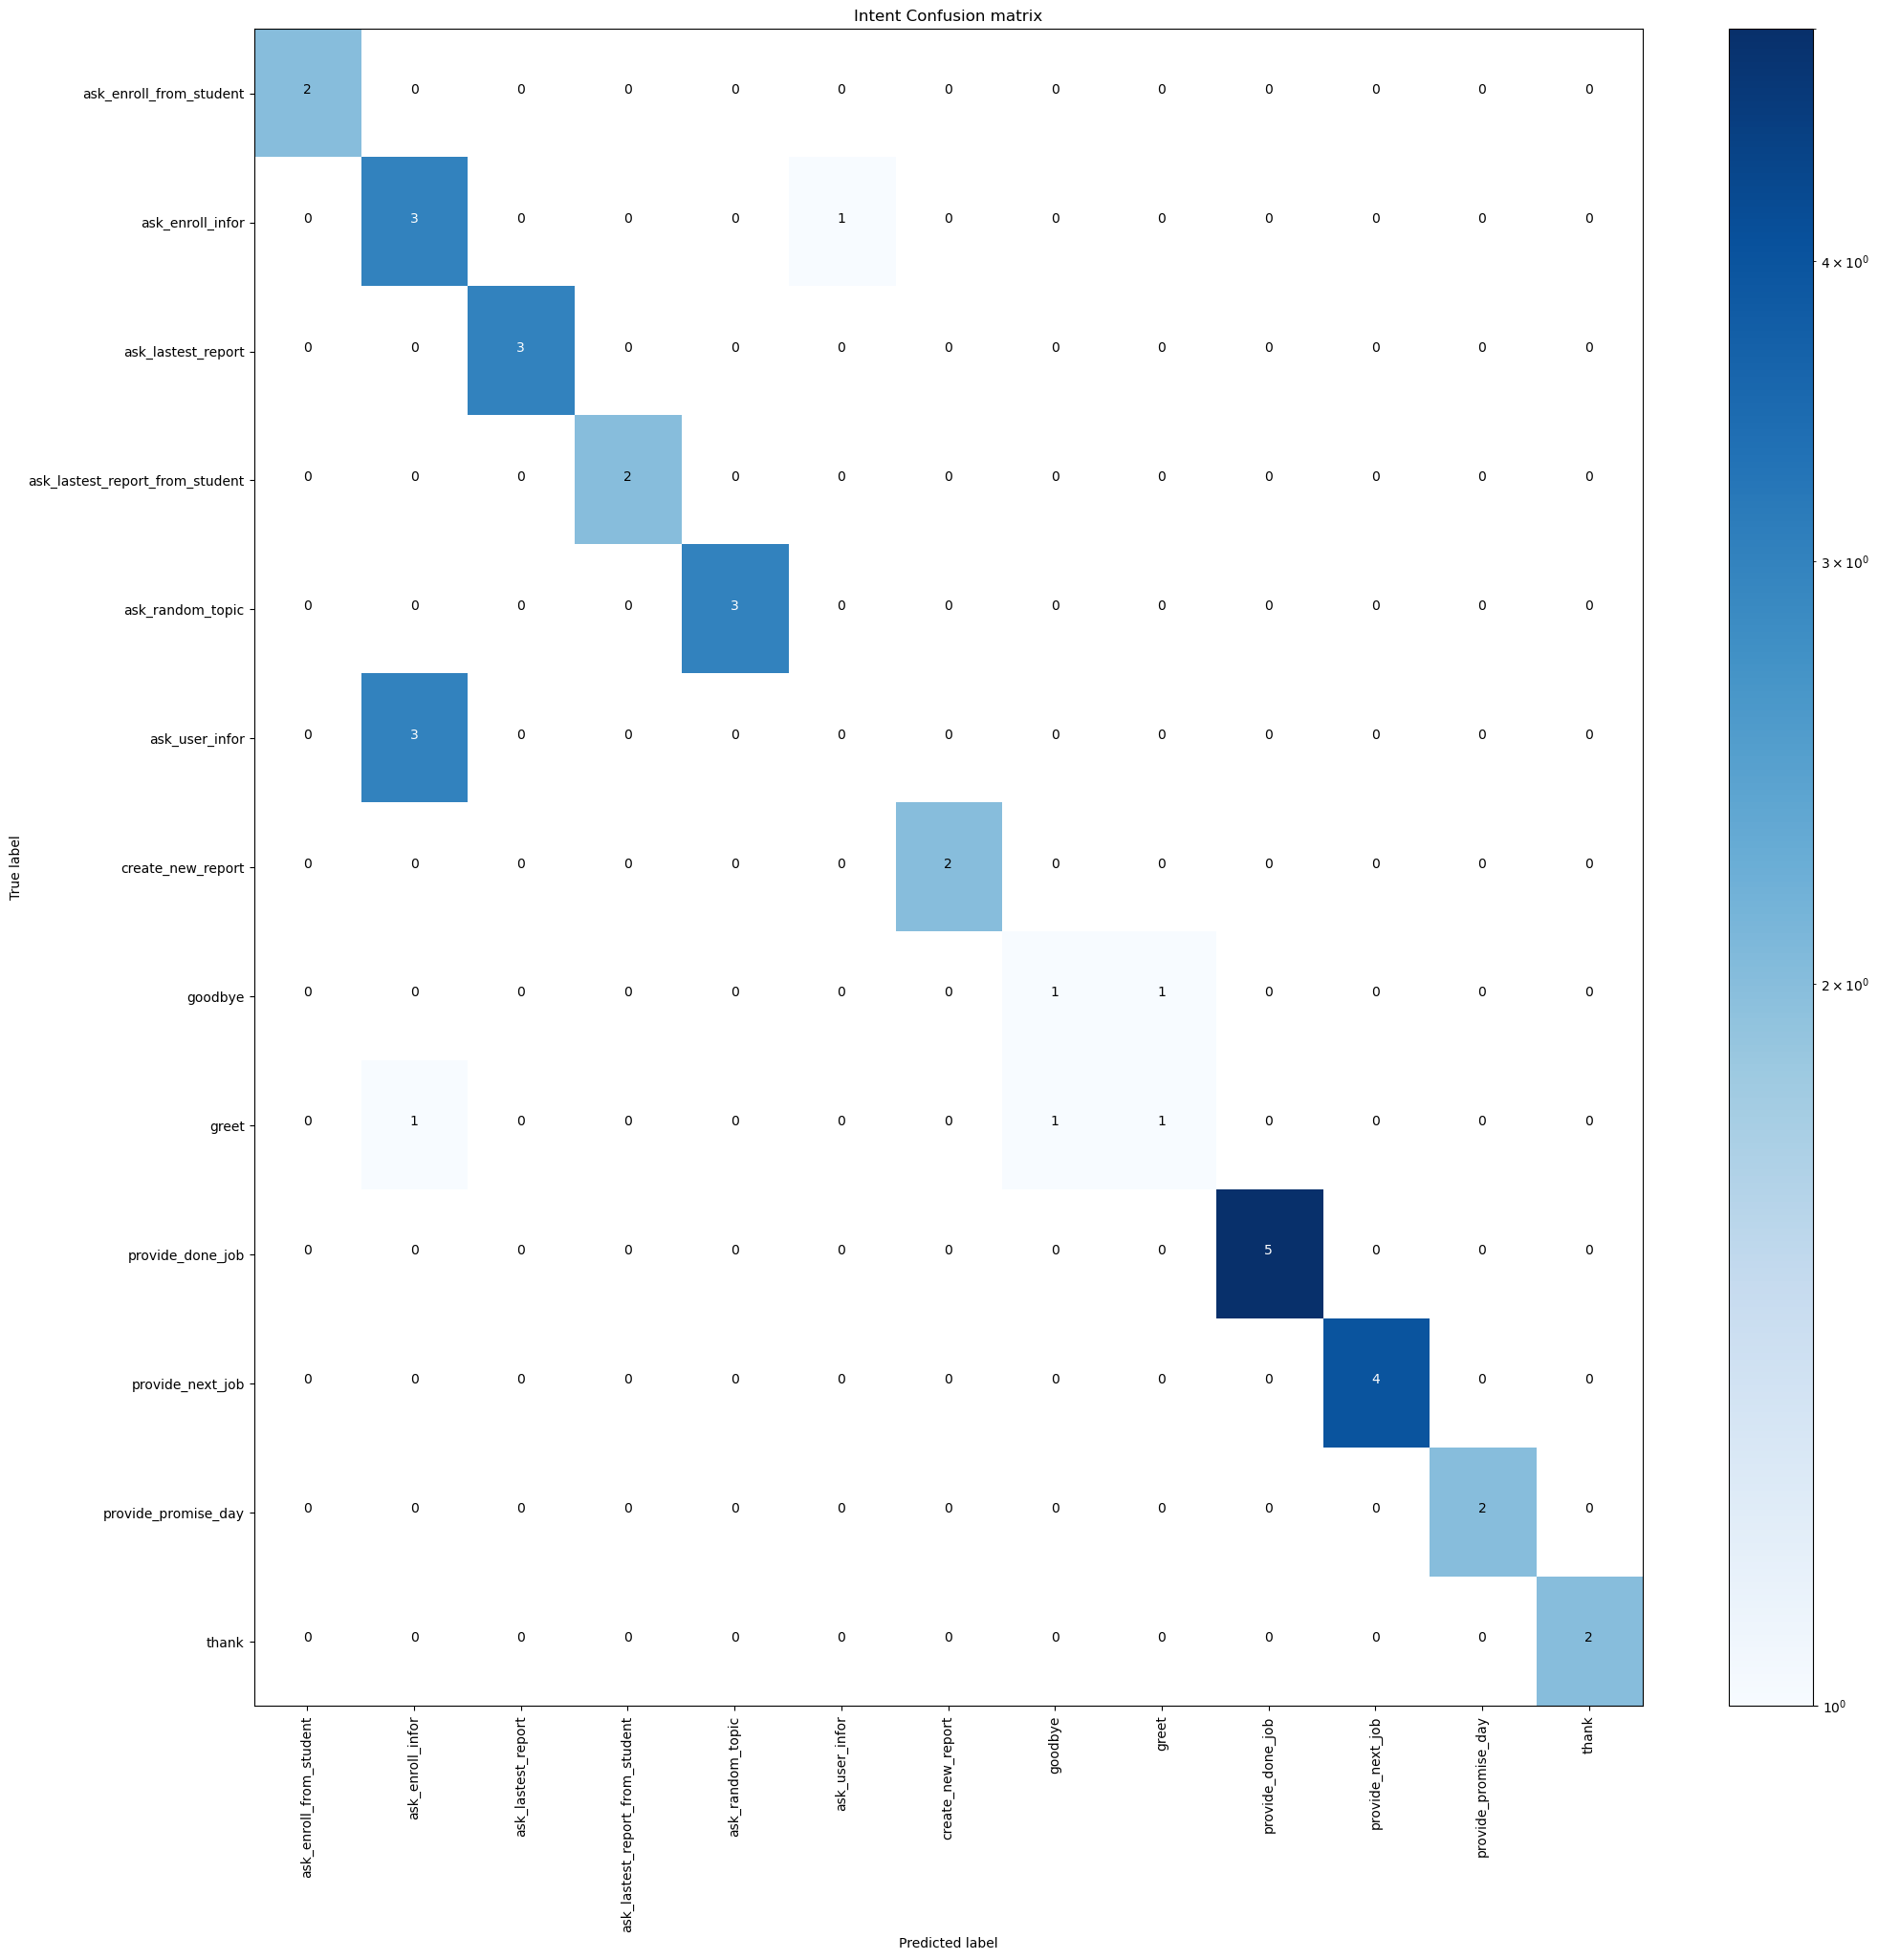 Intent Confusion matrix
ask_enroll_from_student 2 0 0 0 0 0 0 0 0 0 0 0 0
ask_enroll_infor 0 3 0 0 0 1 0 0 0 0 0 0 0
ask_lastest_report 0 0 3 0 0 0 0 0 0 0 0 0 0
ask_lastest_report_from_student 0 0 0 2 0 0 0 0 0 0 0 0 0
ask_random_topic 0 0 0 0 3 0 0 0 0 0 0 0 0
ask_user_infor 0 3 0 0 0 0 0 0 0 0 0 0 0
create_new_report 0 0 0 0 0 0 2 0 0 0 0 0 0
goodbye 0 0 0 0 0 0 0 1 1 0 0 0 0
greet 0 1 0 0 0 0 0 1 1 0 0 0 0
provide_done_job 0 0 0 0 0 0 0 0 0 5 0 0 0
provide_next_job 0 0 0 0 0 0 0 0 0 0 4 0 0
provide_promise_day 0 0 0 0 0 0 0 0 0 0 0 2 0
thank 0 0 0 0 0 0 0 0 0 0 0 0 2
True label
ask_enroll_from_student
ask_enroll_infor
ask_lastest_report
ask_lastest_report_from_student
ask_random_topic
ask_user_infor
create_new_report
goodbye
greet
provide_done_job
provide_next_job
provide_promise_day
thank
Predicted label
4 × 10⁰
3 × 10⁰
2 × 10⁰
10⁰